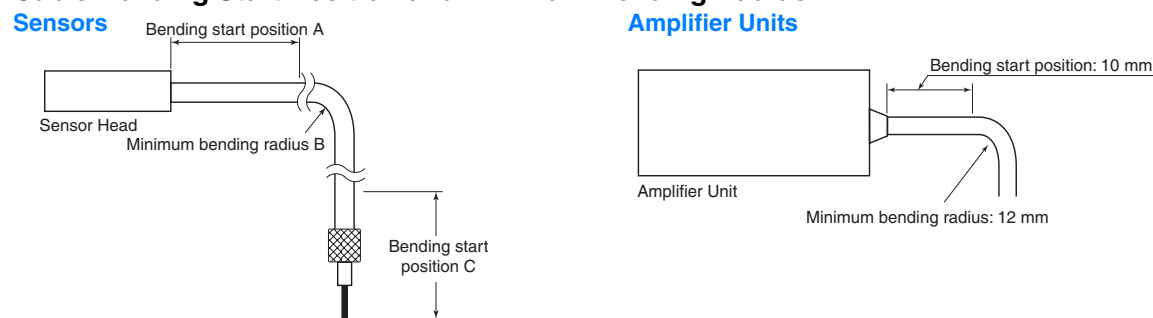 Sensors
Bending start position A
Sensor Head
Minimum bending radius B
Bending start
position C
Amplifier Units
Bending start position: 10 mm
Amplifier Unit
Minimum bending radius: 12 mm